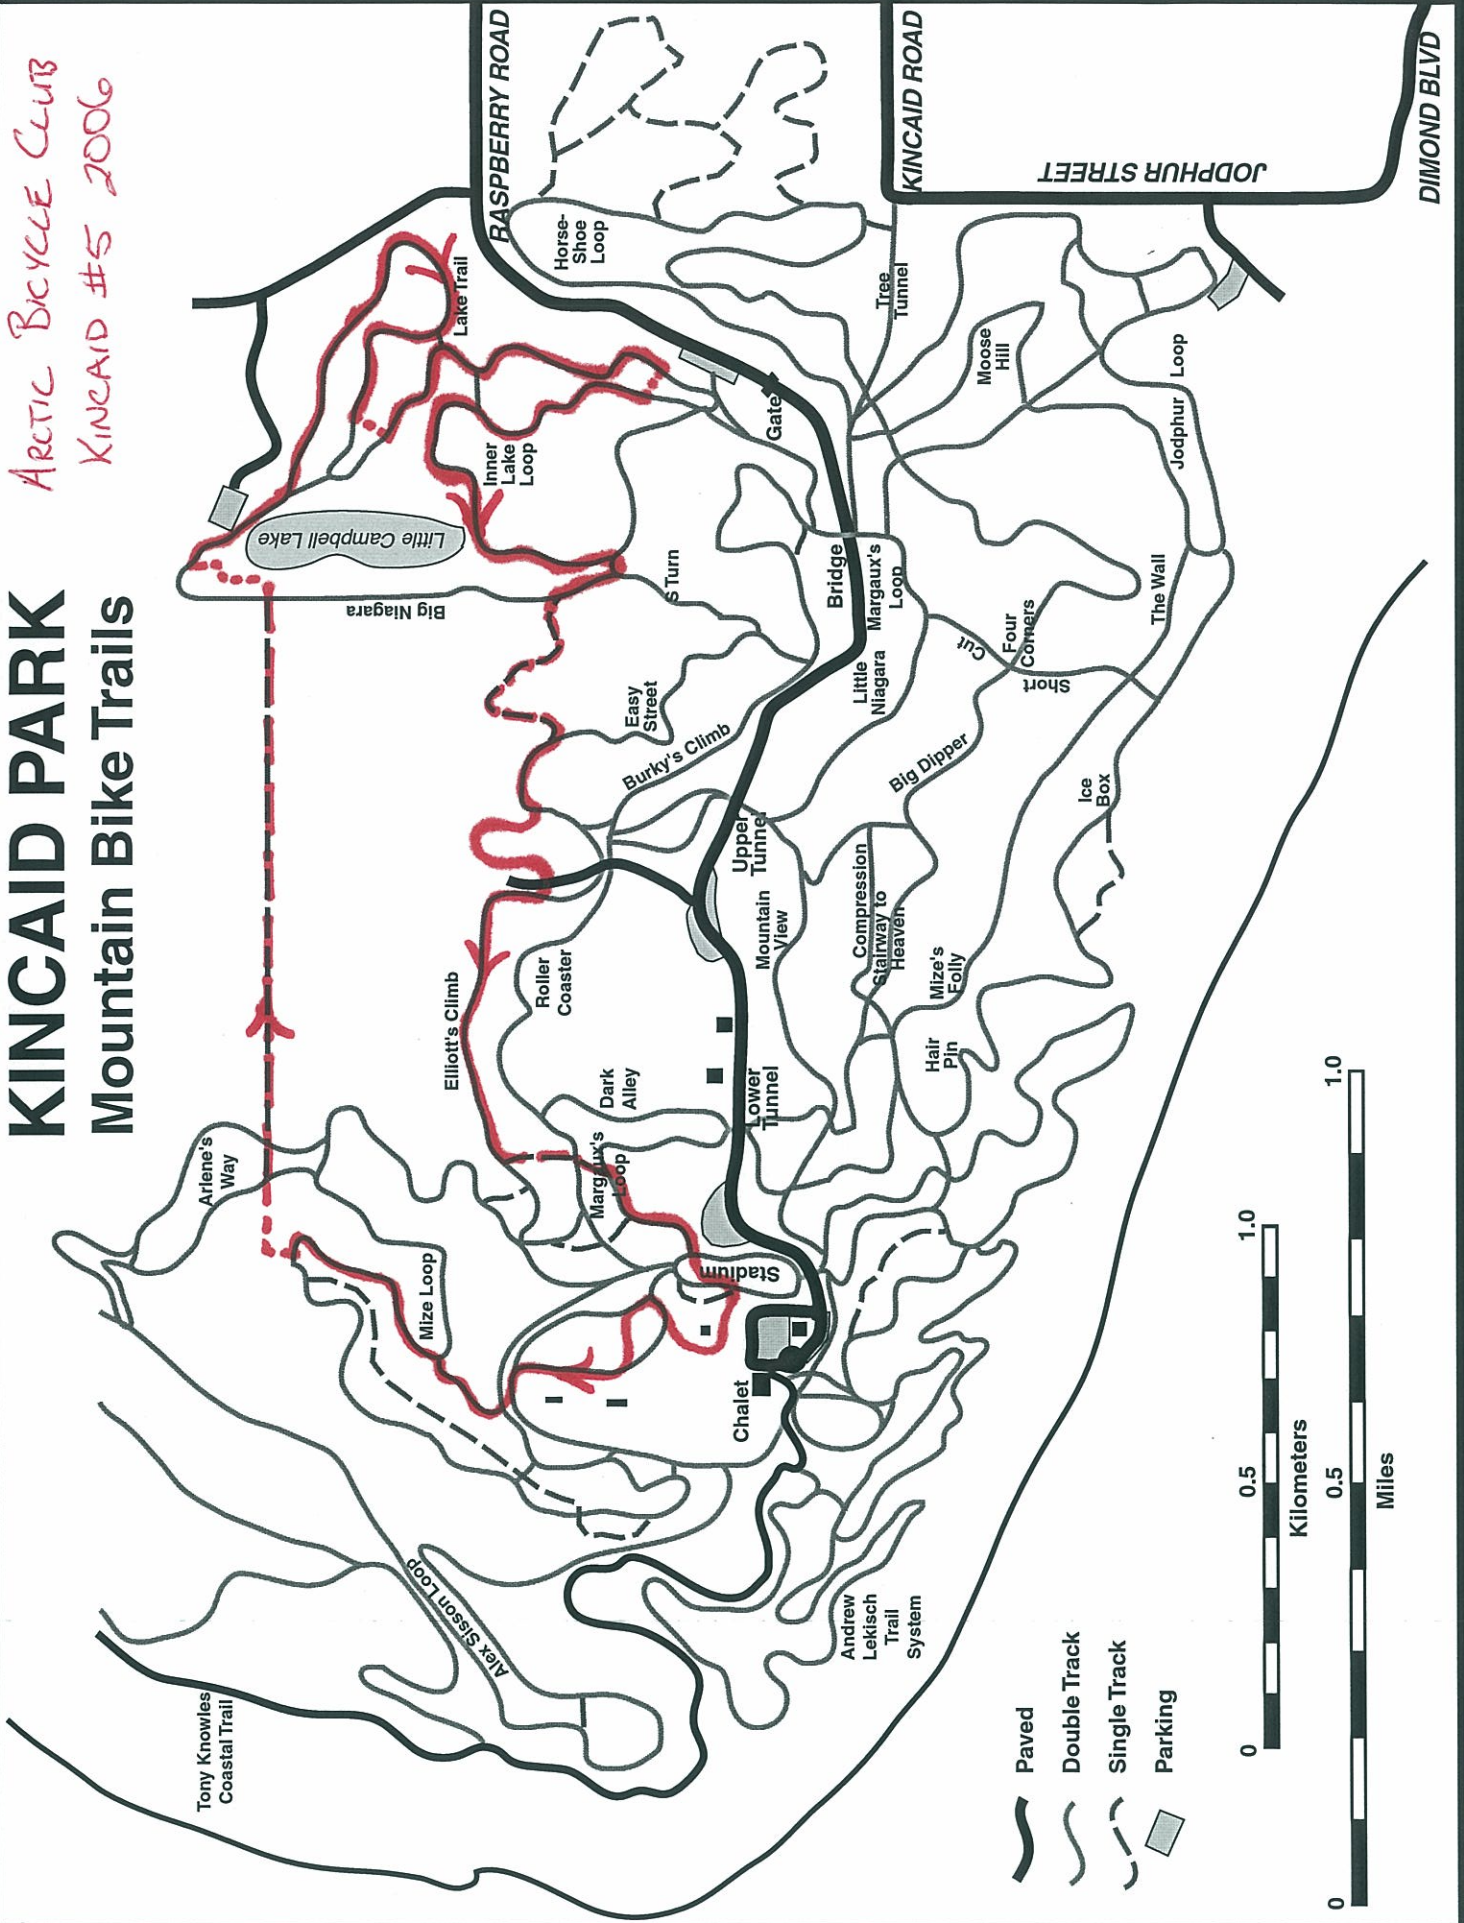 KINCAID PARK
Mountain Bike Trails
ARCTIC BICYCLE CLUB
KINCAID #5 2006
RASPBERRY ROAD
KINCAID ROAD
JODPHUR STREET
DIMOND BLVD
Horse-
Shoe
Loop
Lake Trail
Tree
Tunnel
Moose
Hill
Loop
Jodphur
Gate
Inner
Lake
Loop
Little Campbell Lake
Big Niagara
s Turn
Bridge
Margaux's
Loop
The Wall
Four
Corners
Short
Cut
Little
Niagara
Easy
Street
Burky's Climb
Big Dipper
Ice
Box
Upper
Tunnel
Mountain
View
Compression
Stairway to
Heaven
Mize's
Folly
Hair
Pin
Roller
Coaster
Elliott's Climb
Dark
Alley
Lower
Tunnel
Margaux's
Loop
Arlene's
Way
Mize Loop
Stadium
Chalet
Alex Sisson Loop
Andrew
Lekisch
Trail
System
Tony Knowles
Coastal Trail
Paved
Double Track
Single Track
Parking
0
0.5
1.0
Kilometers
0
0.5
1.0
Miles